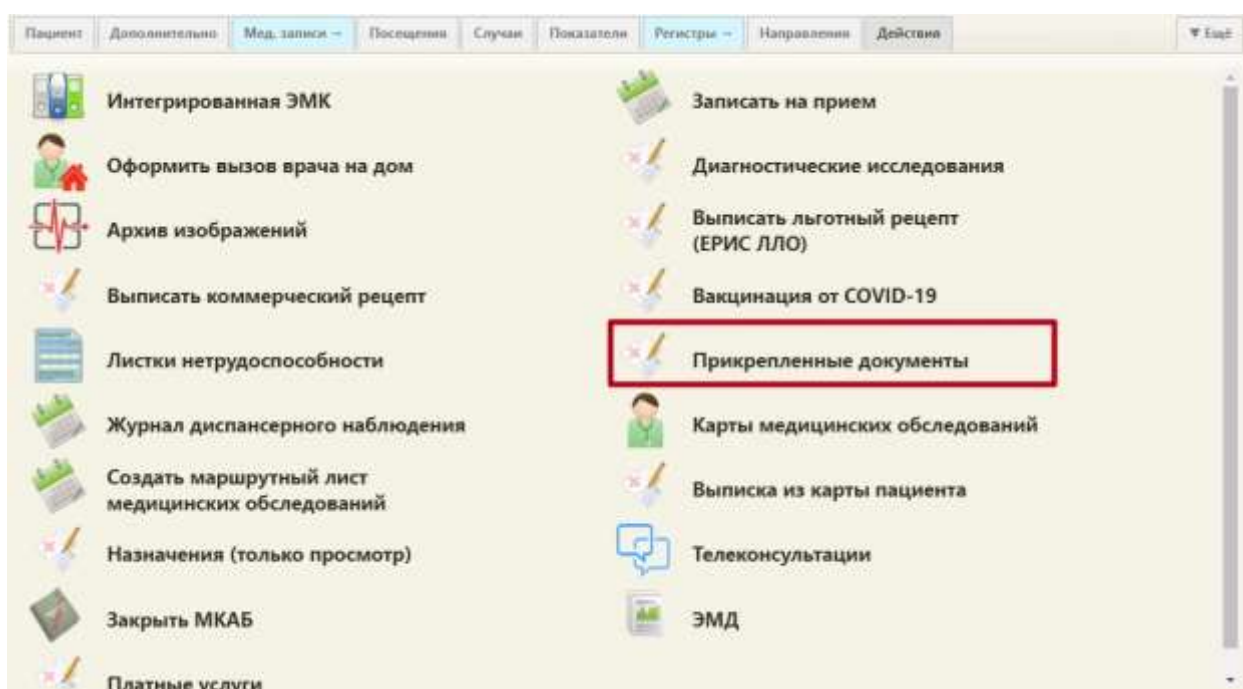 Пациент Дополнительно Мед. записи – Посещения Случаи Показатели Регистры – Направления Действия ▼ Ещё
Интегрированная ЭМК
Записать на прием
Оформить вызов врача на дом
Диагностические исследования
Архив изображений
Выписать льготный рецепт
(ЕРИС ЛЛО)
Выписать коммерческий рецепт
Вакцинация от COVID-19
Листки нетрудоспособности
Прикрепленные документы
Журнал диспансерного наблюдения
Карты медицинских обследований
Создать маршрутный лист
медицинских обследований
Выписка из карты пациента
Назначения (только просмотр)
Телеконсультации
Закрыть МКАБ
ЭМД
Платные услуги